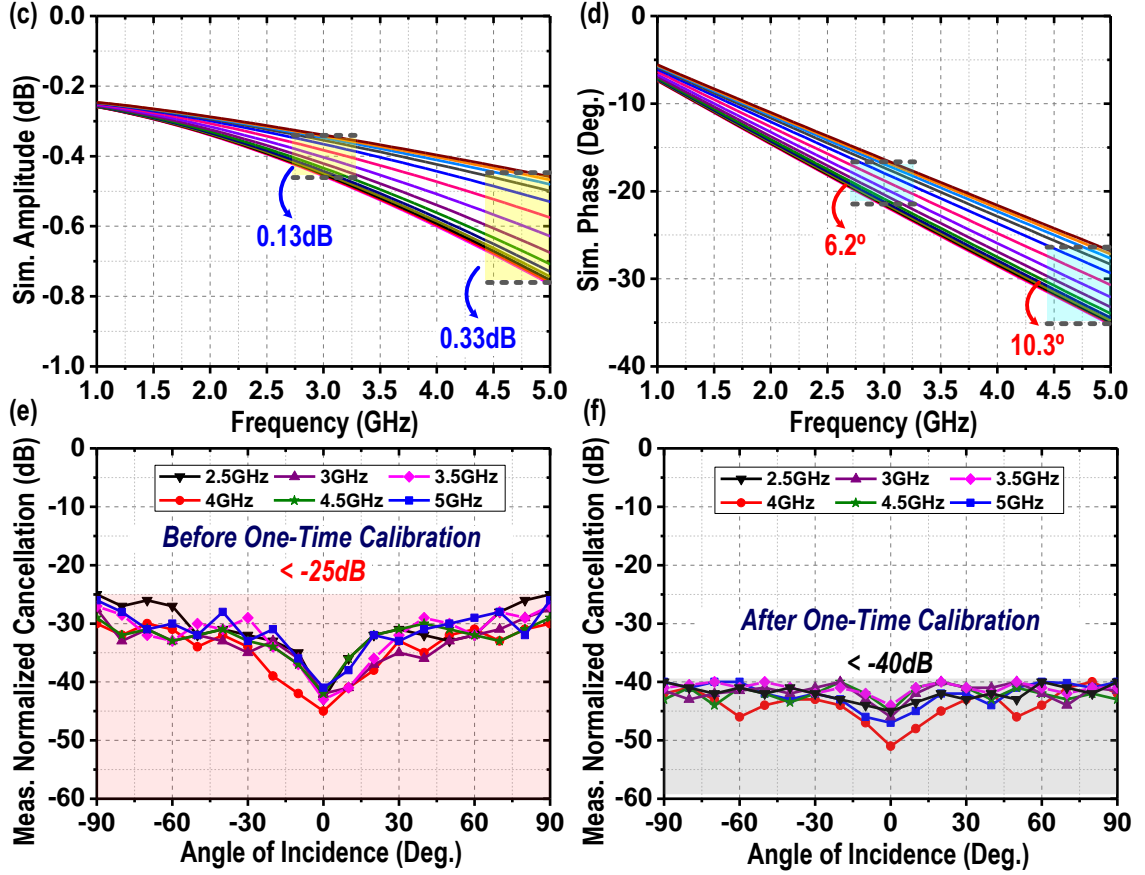 (c)
Sim. Amplitude (dB)
0.0
-0.2
-0.4
-0.6
-0.8
-1.0
0.13dB
0.33dB
1.0 1.5 2.0 2.5 3.0 3.5 4.0 4.5 5.0
Frequency (GHz)
(d)
Sim. Phase (Deg.)
0
-10
-20
-30
-40
6.2º
10.3º
1.0 1.5 2.0 2.5 3.0 3.5 4.0 4.5 5.0
Frequency (GHz)
(e)
Meas. Normalized Cancellation (dB)
0
-10
-20
-30
-40
-50
-60
2.5GHz 3GHz 3.5GHz
4GHz 4.5GHz 5GHz
Before One-Time Calibration
< -25dB
-90 -60 -30 0 30 60 90
Angle of Incidence (Deg.)
(f)
Meas. Normalized Cancellation (dB)
0
-10
-20
-30
-40
-50
-60
2.5GHz 3GHz 3.5GHz
4GHz 4.5GHz 5GHz
After One-Time Calibration
< -40dB
-90 -60 -30 0 30 60 90
Angle of Incidence (Deg.)